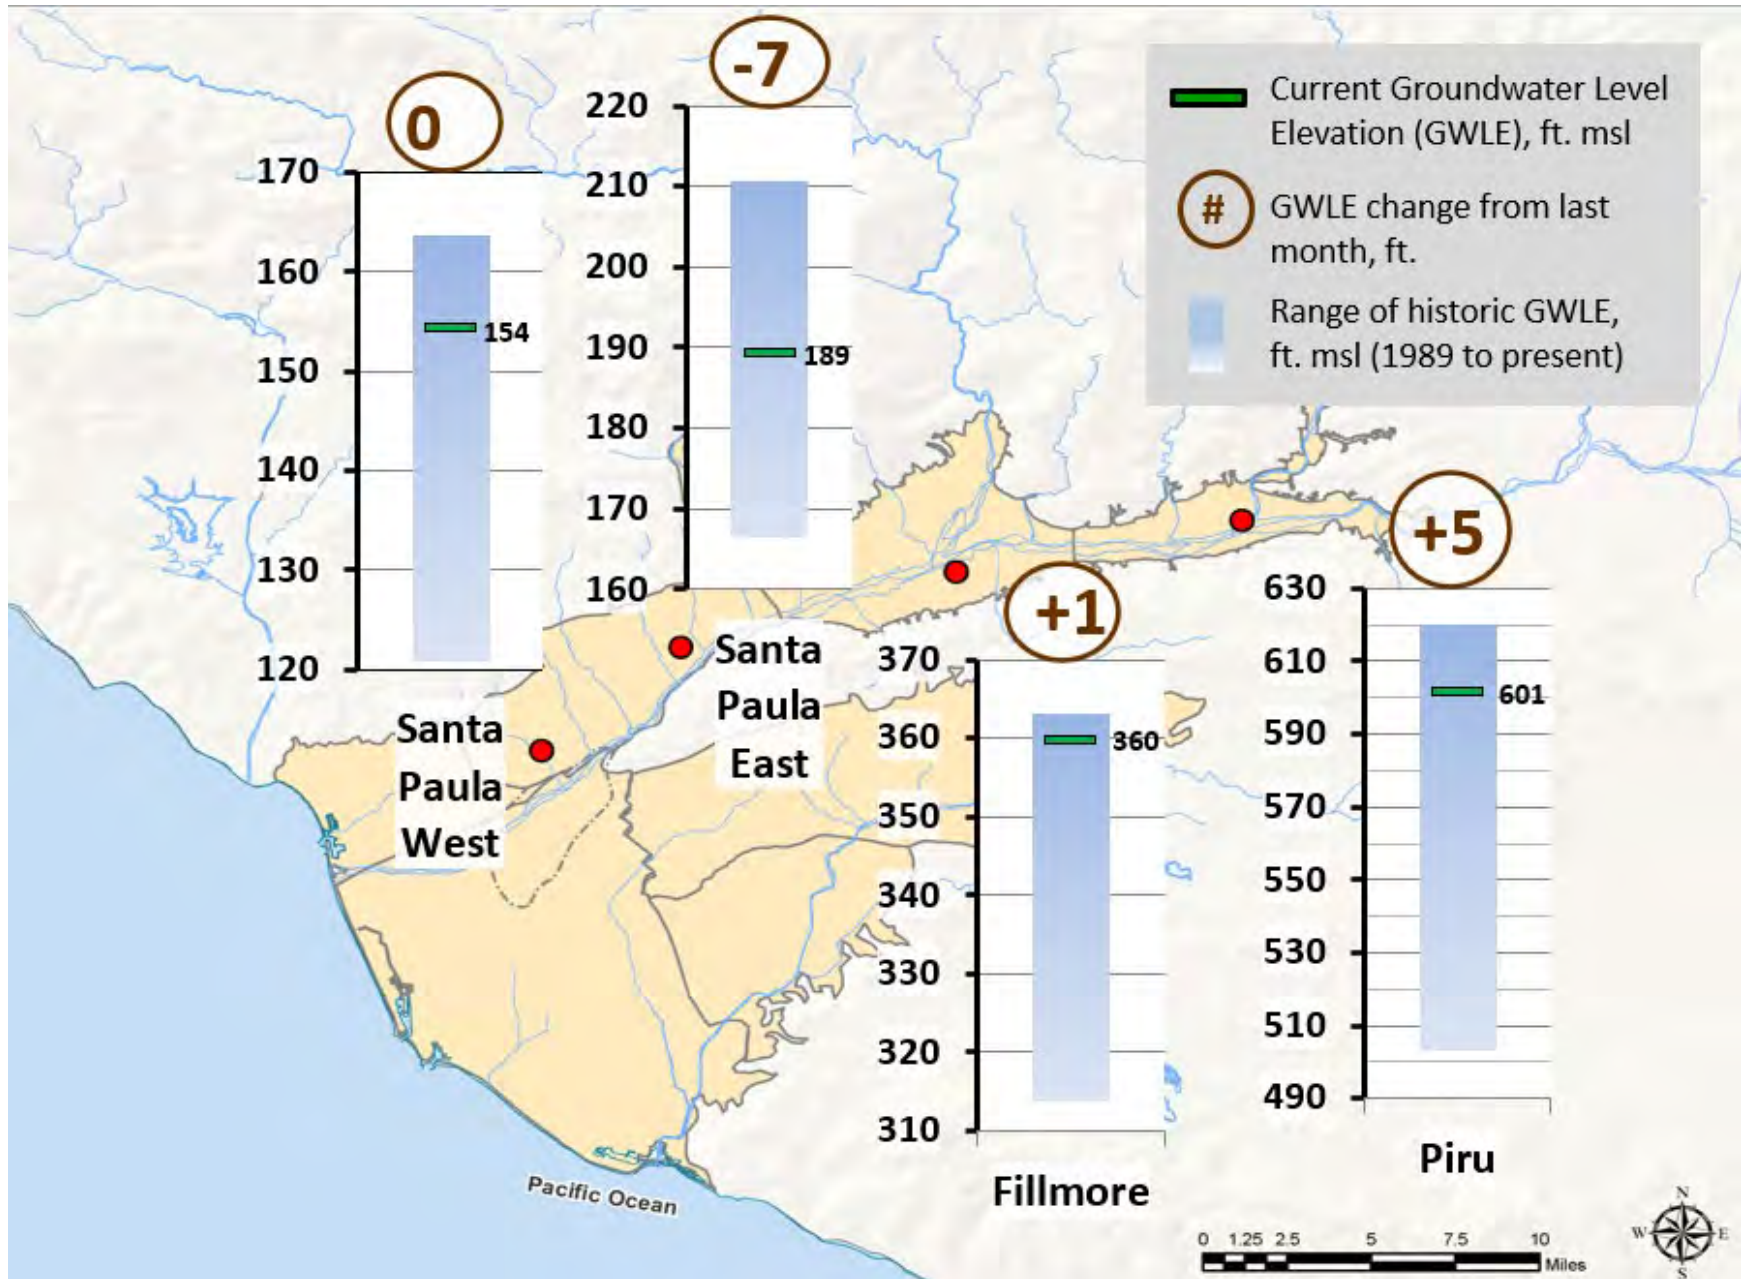 0
170
160
150
140
130
120
154
Santa
Paula
West
-7
220
210
200
190
180
170
160
189
Santa
Paula
East
Current Groundwater Level
Elevation (GWLE), ft. msl
#
GWLE change from last
month, ft.
Range of historic GWLE,
ft. msl (1989 to present)
+1
370
360
350
340
330
320
310
360
Fillmore
+5
630
610
590
570
550
530
510
490
601
Piru
Pacific Ocean
0 1.25 2.5 5 7.5 10
Miles
N
W E
S